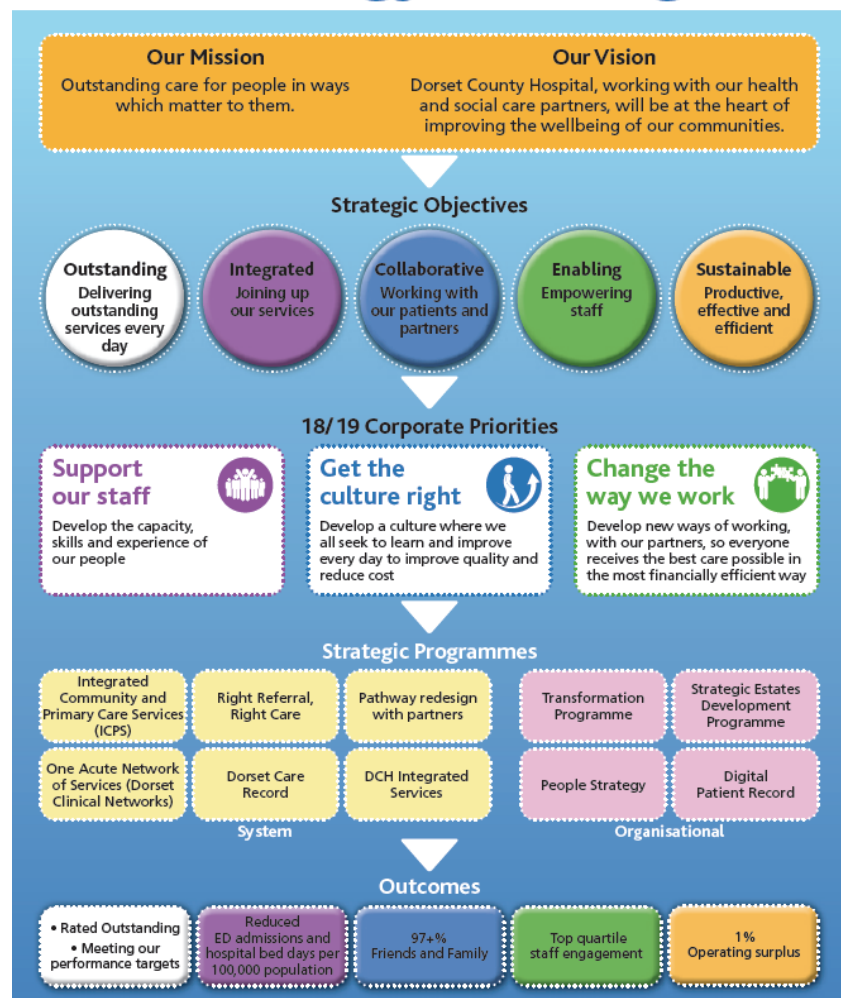 Our Mission
Outstanding care for people in ways
which matter to them.
Our Vision
Dorset County Hospital, working with our health
and social care partners, will be at the heart of
improving the wellbeing of our communities.
Strategic Objectives
Outstanding
Delivering
outstanding
services every
day
Integrated
Joining up
our services
Collaborative
Working with
our patients and
partners
Enabling
Empowering
staff
Sustainable
Productive,
effective and
efficient
18/19 Corporate Priorities
Support
our staff
Develop the capacity,
skills and experience of
our people
Get the
culture right
Develop a culture where we
all seek to learn and improve
every day to improve quality and
reduce cost
Change the
way we work
Develop new ways of working,
with our partners, so everyone
receives the best care possible in
the most financially efficient way
Strategic Programmes
Integrated
Community and
Primary Care Services
(ICPS)
Right Referral,
Right Care
Pathway redesign
with partners
Transformation
Programme
Strategic Estates
Development
Programme
One Acute Network
of Services (Dorset
Clinical Networks)
Dorset Care
Record
DCH Integrated
Services
People Strategy
Digital
Patient Record
System
Organisational
Outcomes
• Rated Outstanding
• Meeting our
performance targets
Reduced
ED admissions and
hospital bed days per
100,000 population
97+%
Friends and Family
Top quartile
staff engagement
1%
Operating surplus